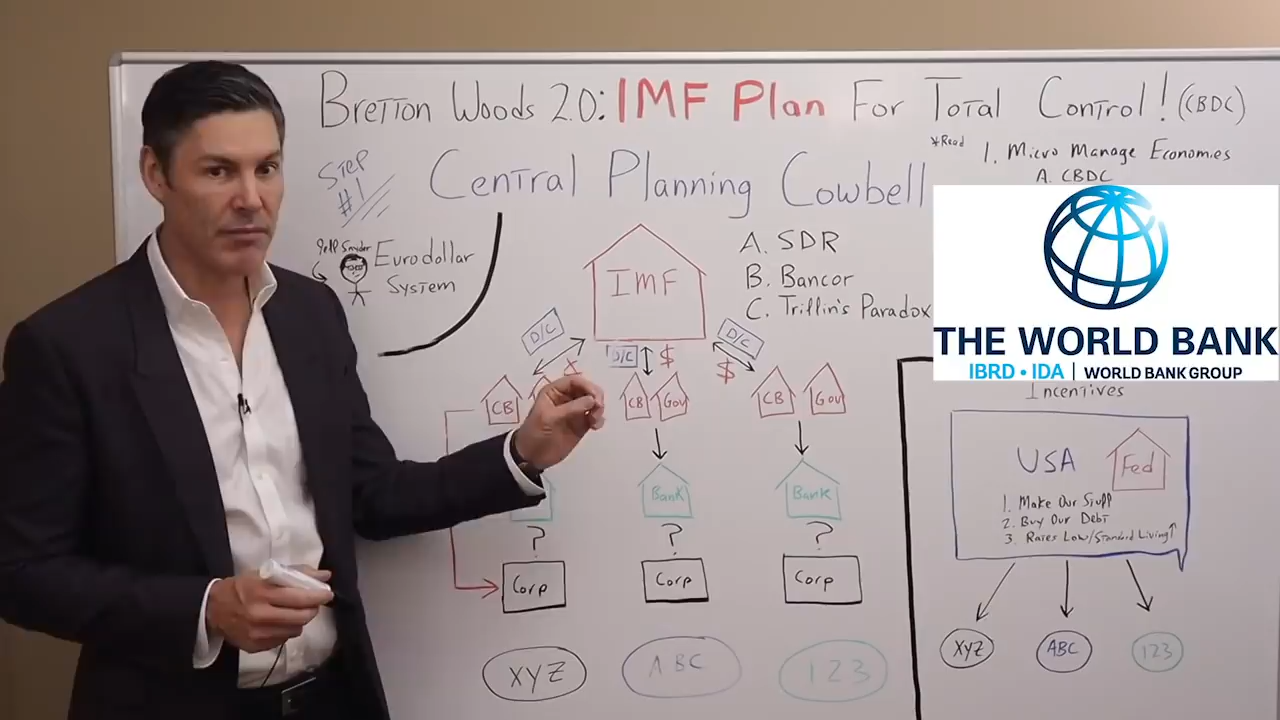 Bretton Woods 2.0: IMF Plan For Total Control! (CBDC)
*Read
1. Micro Manage Economies
A. CBDC
Step
#1
Central Planning Cowbell
Jeff Snyder
Eurodollar
System
IMF
A. SDR
B. Bancor
C. Triffin's Paradox
THE WORLD BANK
IBRD • IDA | WORLD BANK GROUP
D/C D/C D/C
$ $
CB CB Gov CB Gov
Bank Bank
? ? ?
Corp Corp Corp
XYZ ABC 123
Incentives
USA Fed
1. Make Our Stuff
2. Buy Our Debt
3. Rates Low/Standard Living↑
XYZ ABC 123